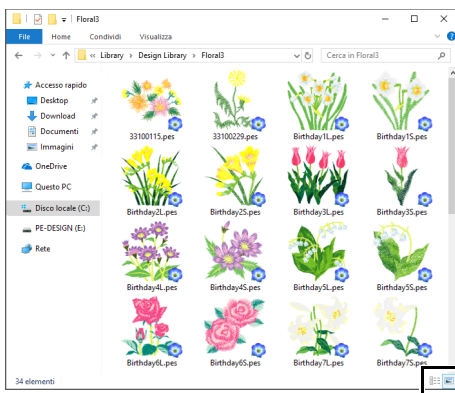 Floral3
File Home Condividi Visualizza
« Library › Design Library › Floral3
Cerca in Floral3
Accesso rapido
Desktop
Download
Documenti
Immagini
OneDrive
Questo PC
Disco locale (C:)
PE-DESIGN (E:)
Rete
33100115.pes 33100229.pes Birthday1L.pes Birthday1S.pes
Birthday2L.pes Birthday2S.pes Birthday3L.pes Birthday3S.pes
Birthday4L.pes Birthday4S.pes Birthday5L.pes Birthday5S.pes
Birthday6L.pes Birthday6S.pes Birthday7L.pes Birthday7S.pes
34 elementi